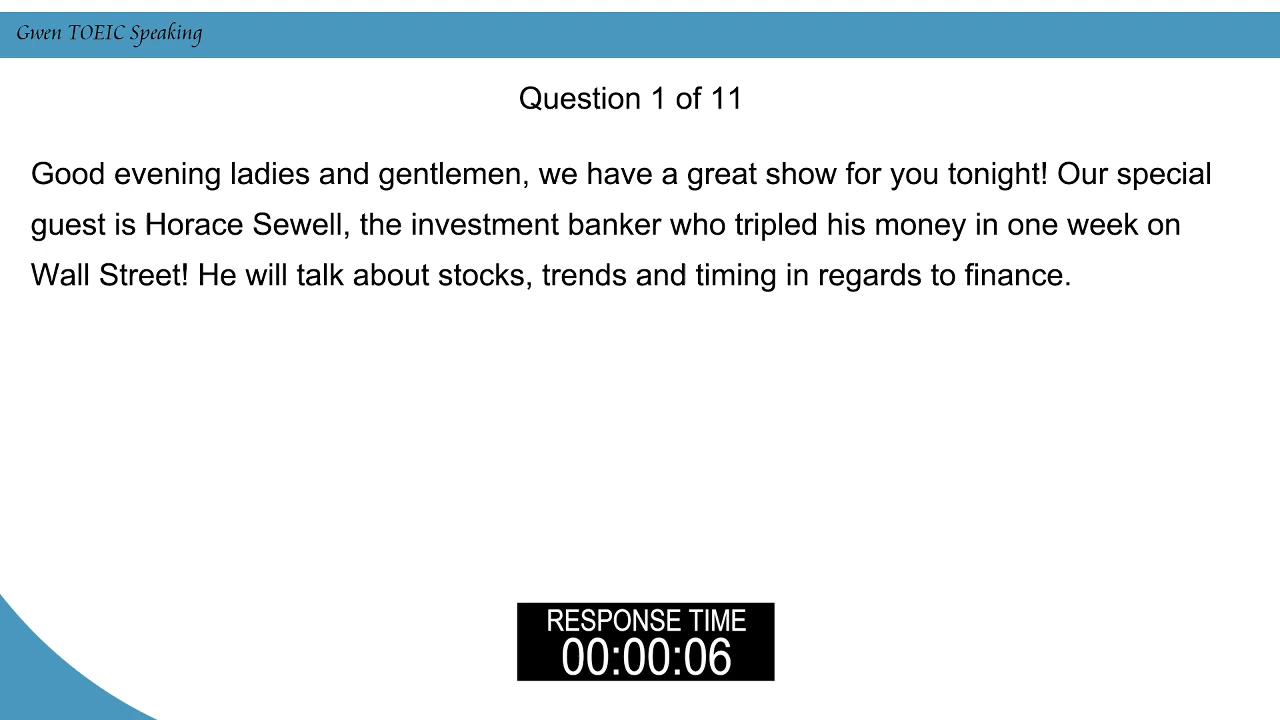 Gwen TOEIC Speaking
Question 1 of 11
Good evening ladies and gentlemen, we have a great show for you tonight! Our special
guest is Horace Sewell, the investment banker who tripled his money in one week on
Wall Street! He will talk about stocks, trends and timing in regards to finance.
RESPONSE TIME
00:00:06